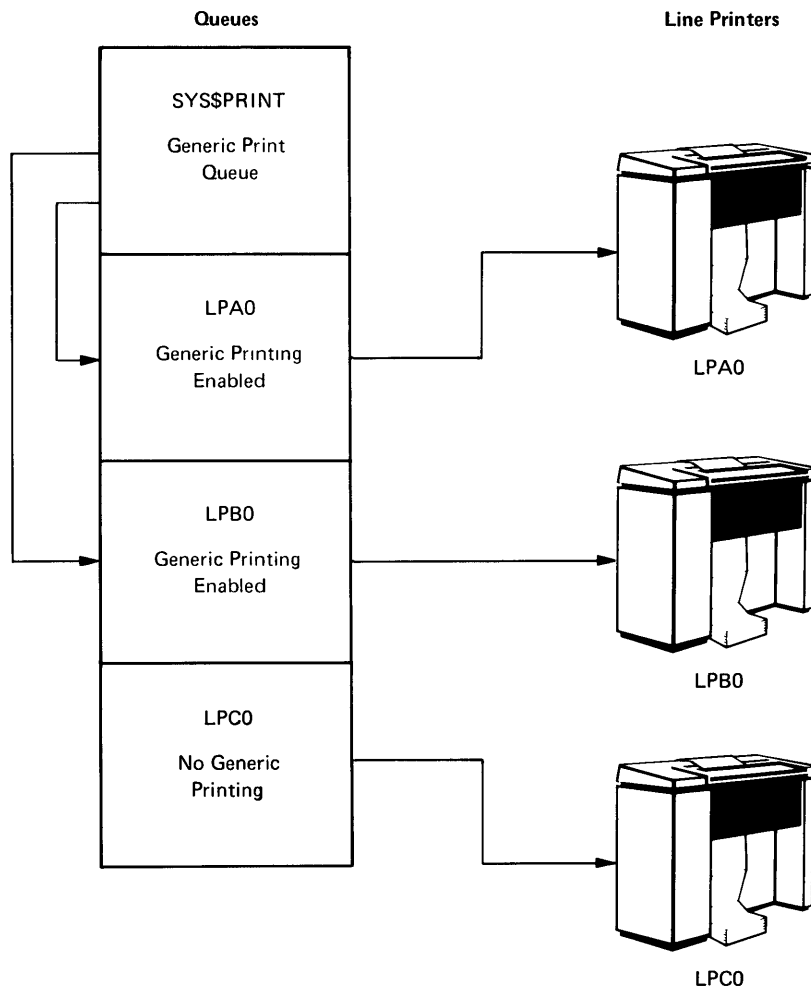 Queues
Line Printers
SYS$PRINT
Generic Print
Queue
LPA0
Generic Printing
Enabled
LPA0
LPB0
Generic Printing
Enabled
LPB0
LPC0
No Generic
Printing
LPC0